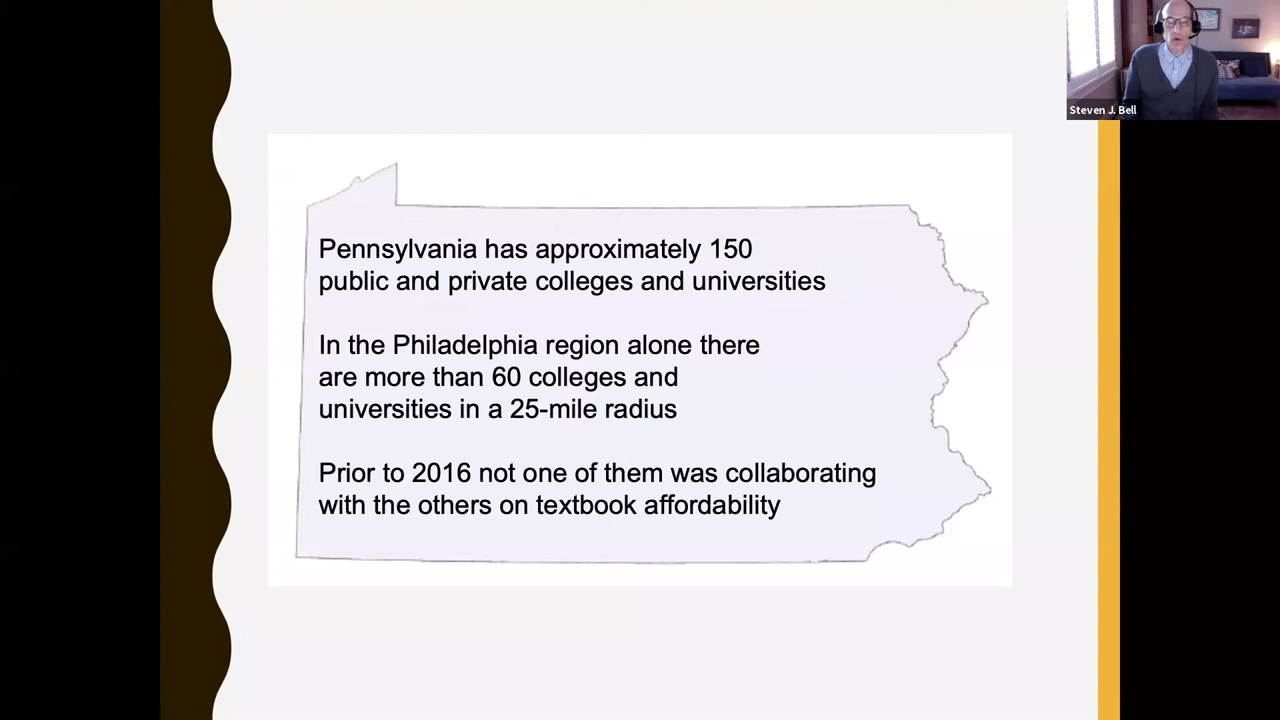 Steven J. Bell
Pennsylvania has approximately 150
public and private colleges and universities
In the Philadelphia region alone there
are more than 60 colleges and
universities in a 25-mile radius
Prior to 2016 not one of them was collaborating
with the others on textbook affordability